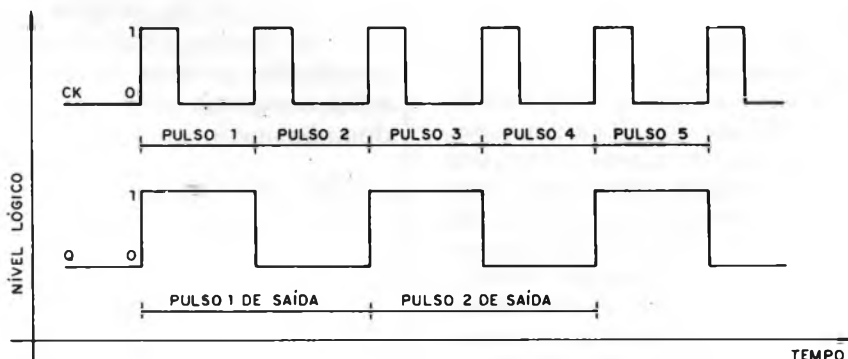 1
CK 0
PULSO 1 PULSO 2 PULSO 3 PULSO 4 PULSO 5
1
Q 0
PULSO 1 DE SAÍDA PULSO 2 DE SAÍDA
NÍVEL LÓGICO
TEMPO